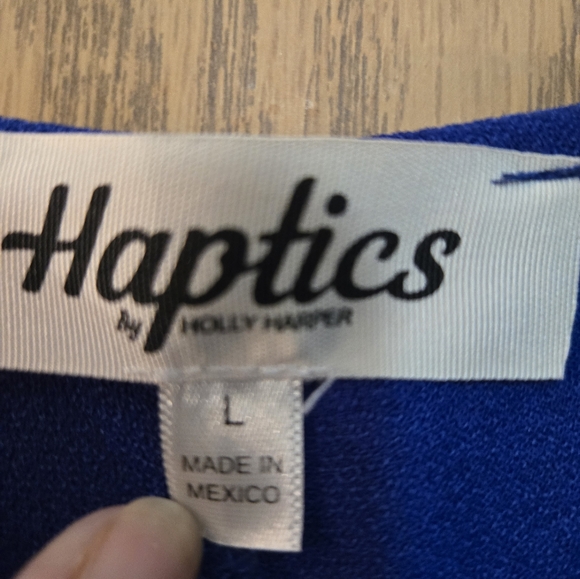 Haptics
by HOLLY HARPER
L
MADE IN
MEXICO